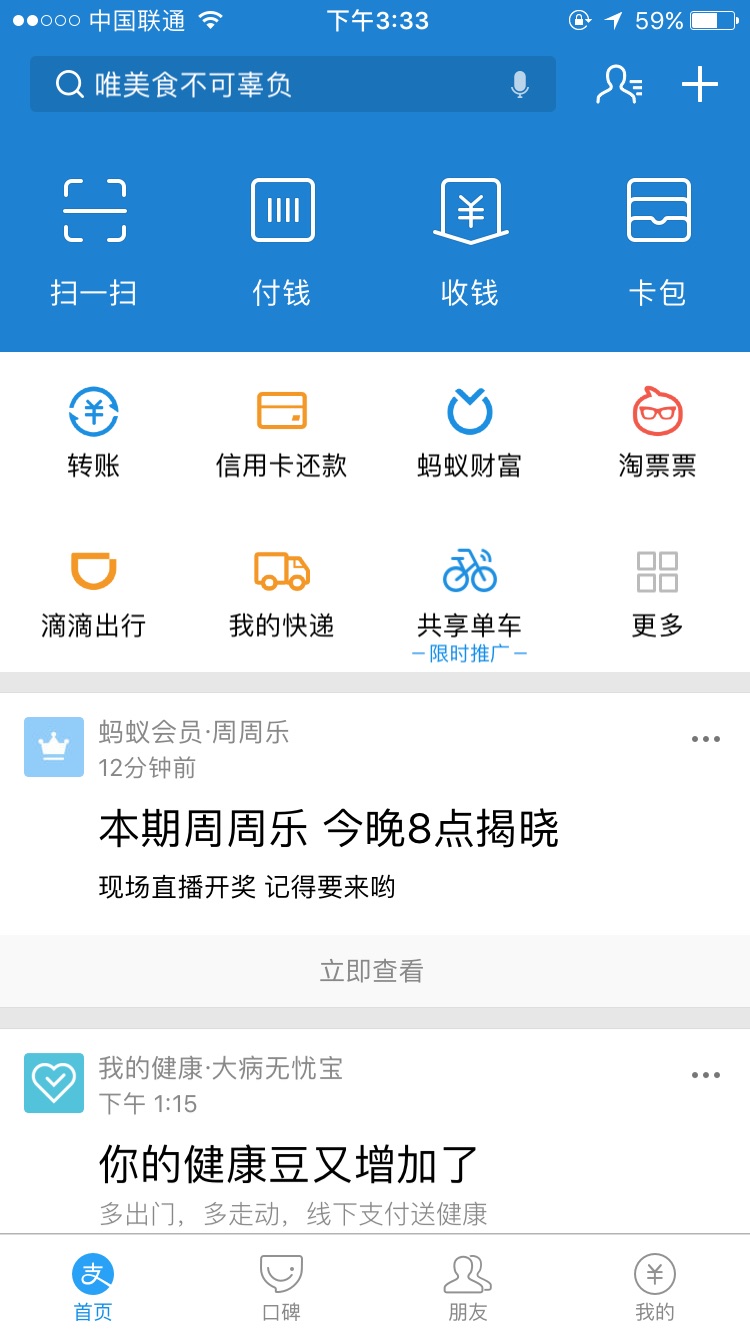 中国联通 下午3:33 59%
唯美食不可辜负
扫一扫 付钱 收钱 卡包
转账 信用卡还款 蚂蚁财富 淘票票
滴滴出行 我的快递 共享单车 更多
限时推广
蚂蚁会员·周周乐
12分钟前
本期周周乐 今晚8点揭晓
现场直播开奖 记得要来哟
立即查看
我的健康·大病无忧宝
下午 1:15
你的健康豆又增加了
多出门，多走动，线下支付送健康
首页 口碑 朋友 我的